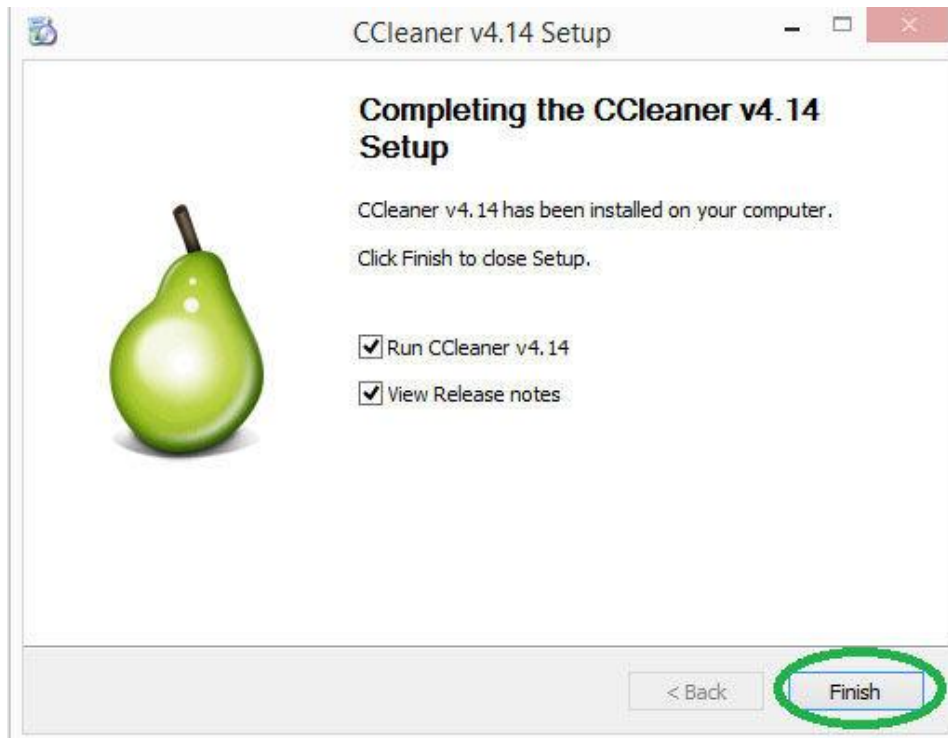 CCleaner v4.14 Setup
Completing the CCleaner v4.14
Setup
CCleaner v4.14 has been installed on your computer.
Click Finish to close Setup.
Run CCleaner v4.14
View Release notes
< Back
Finish